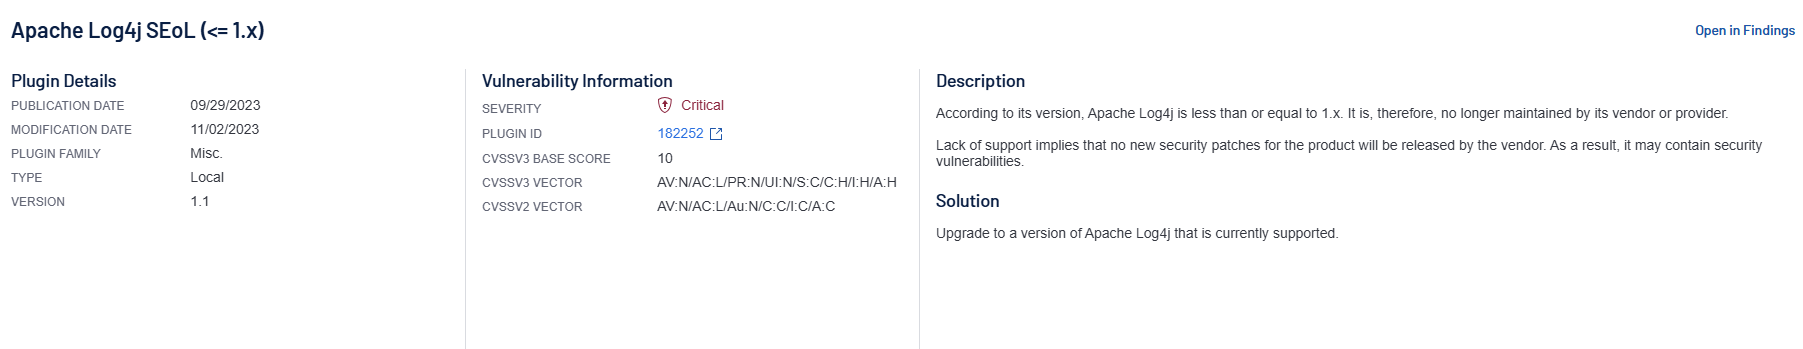 Apache Log4j SEoL (<= 1.x)
Open in Findings
Plugin Details
PUBLICATION DATE 09/29/2023
MODIFICATION DATE 11/02/2023
PLUGIN FAMILY Misc.
TYPE Local
VERSION 1.1
Vulnerability Information
SEVERITY Critical
PLUGIN ID 182252
CVSSV3 BASE SCORE 10
CVSSV3 VECTOR AV:N/AC:L/PR:N/UI:N/S:C/C:H/I:H/A:H
CVSSV2 VECTOR AV:N/AC:L/Au:N/C:C/I:C/A:C
Description
According to its version, Apache Log4j is less than or equal to 1.x. It is, therefore, no longer maintained by its vendor or provider.
Lack of support implies that no new security patches for the product will be released by the vendor. As a result, it may contain security
vulnerabilities.
Solution
Upgrade to a version of Apache Log4j that is currently supported.